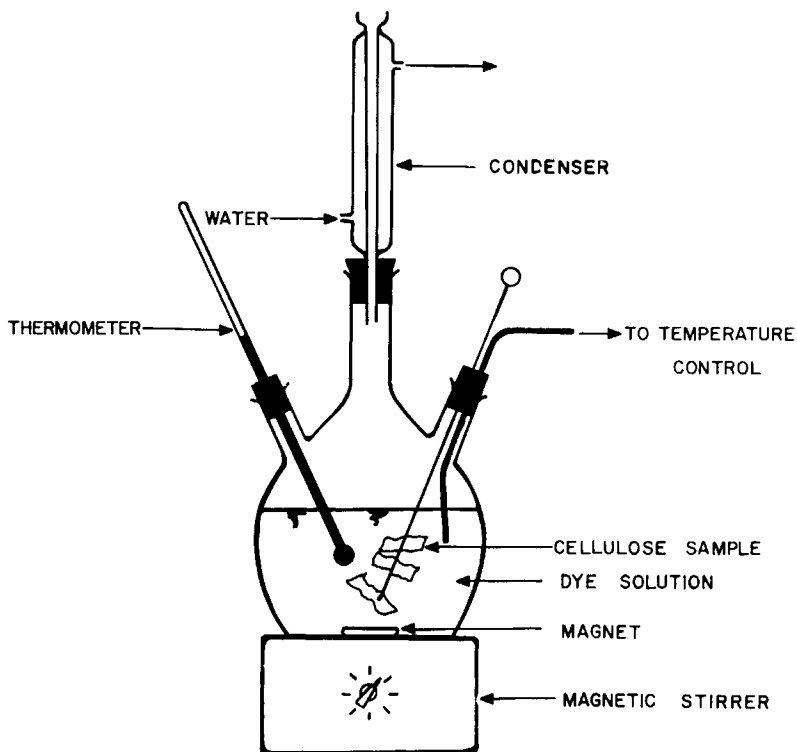 CONDENSER
WATER
THERMOMETER
TO TEMPERATURE
CONTROL
CELLULOSE SAMPLE
DYE SOLUTION
MAGNET
MAGNETIC STIRRER